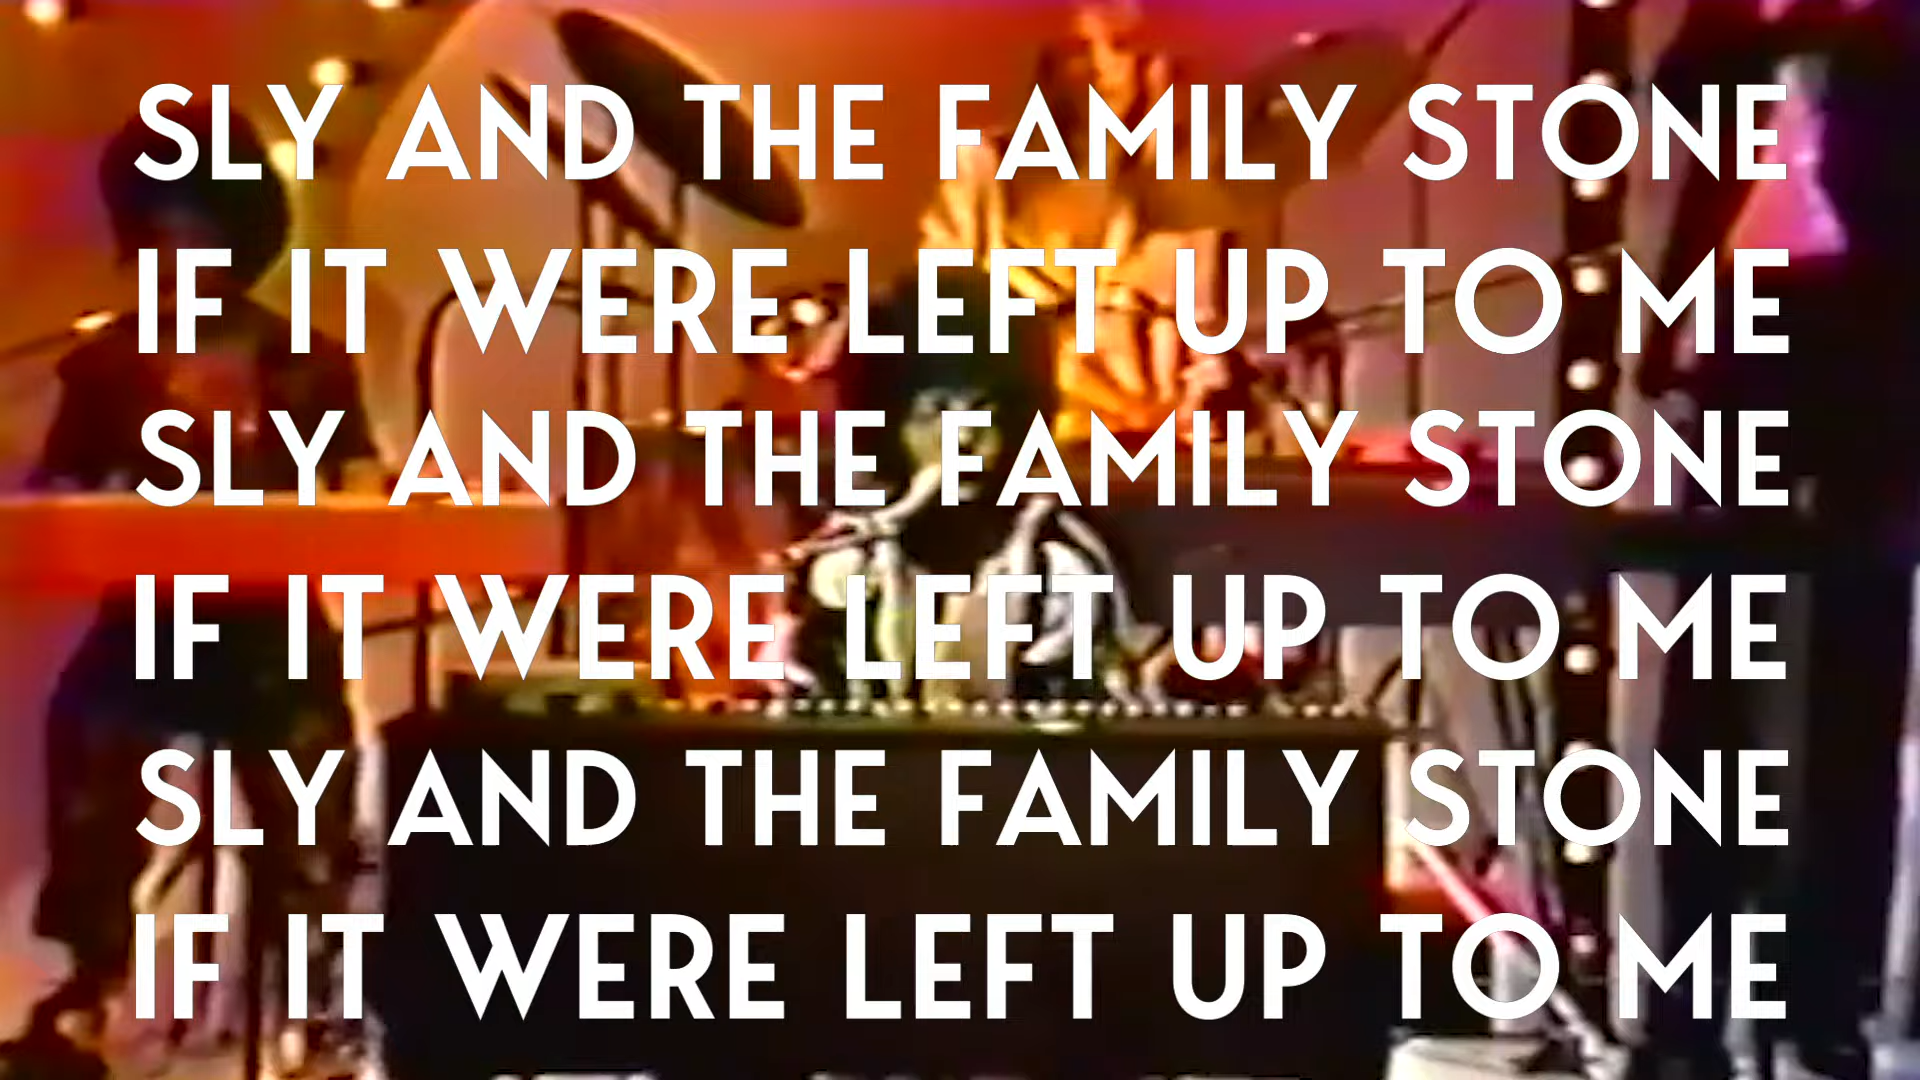 SLY AND THE FAMILY STONE
IF IT WERE LEFT UP TO ME
SLY AND THE FAMILY STONE
IF IT WERE LEFT UP TO ME
SLY AND THE FAMILY STONE
IF IT WERE LEFT UP TO ME